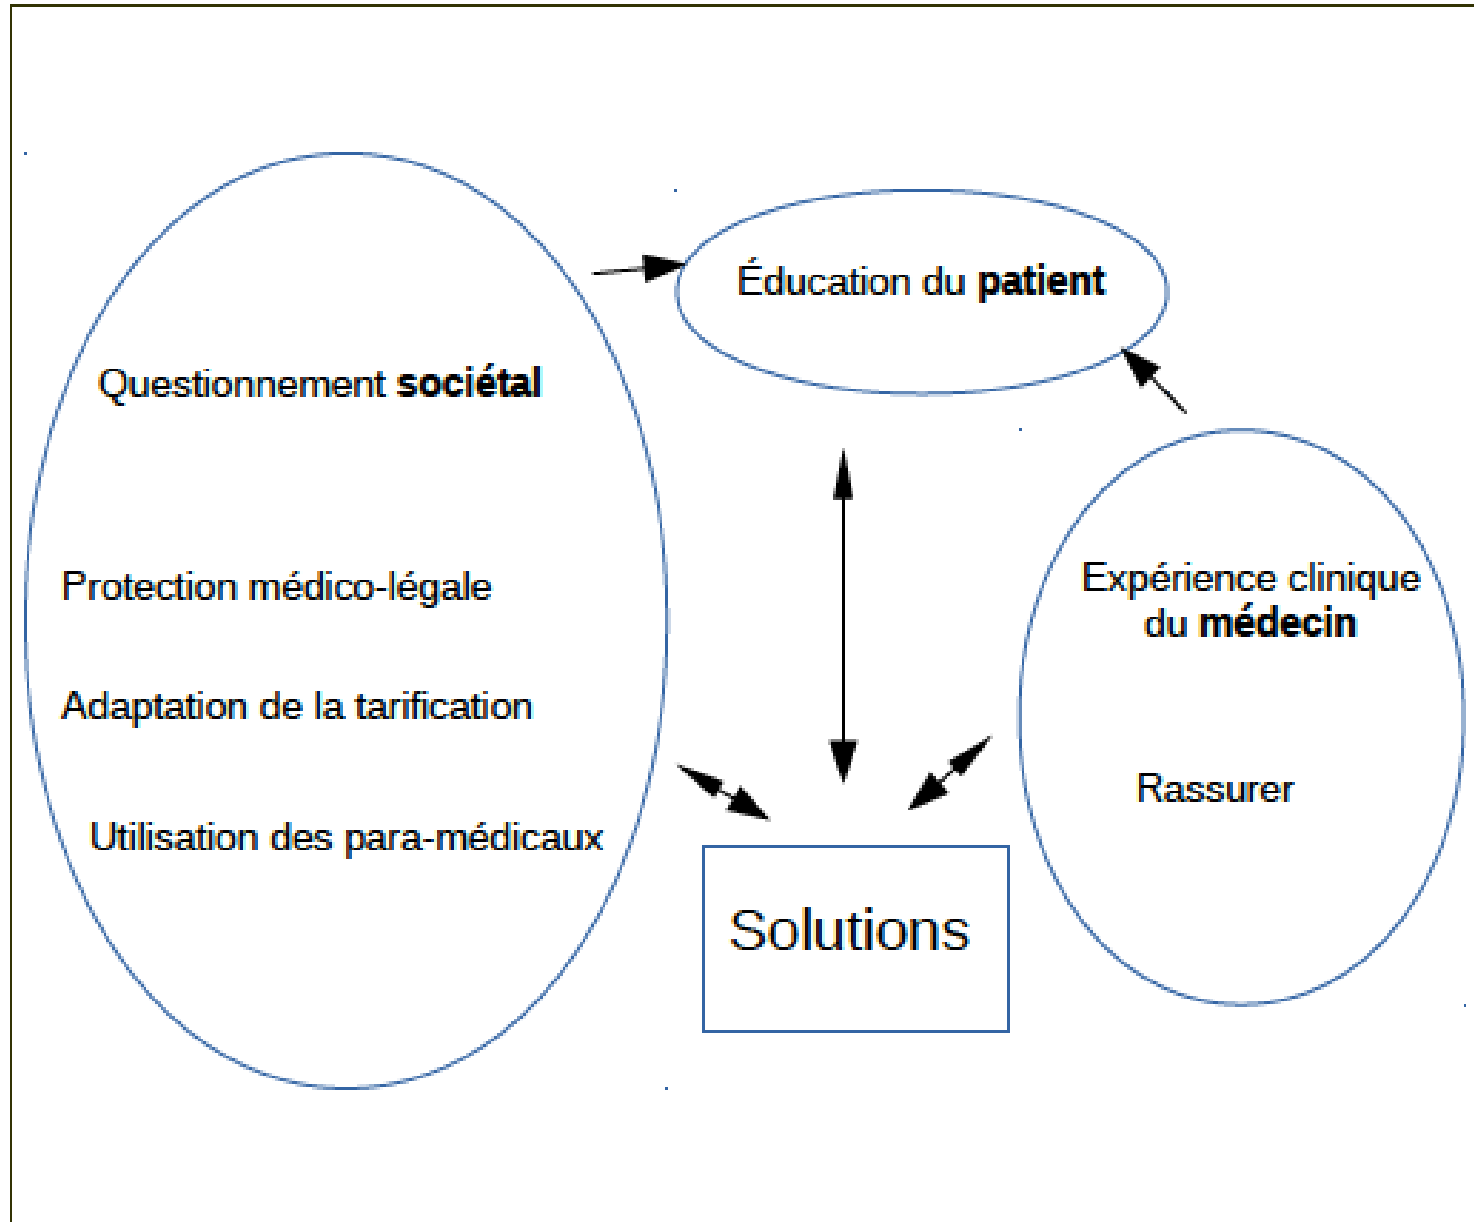 Questionnement sociétal
Protection médico-légale
Adaptation de la tarification
Utilisation des para-médicaux
Éducation du patient
Expérience clinique
du médecin
Rassurer
Solutions